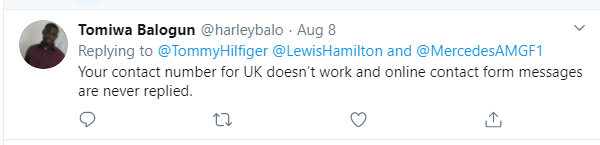 Tomiwa Balogun @harleybalo · Aug 8
Replying to @TommyHilfiger @LewisHamilton and @MercedesAMGF1
Your contact number for UK doesn’t work and online contact form messages
are never replied.